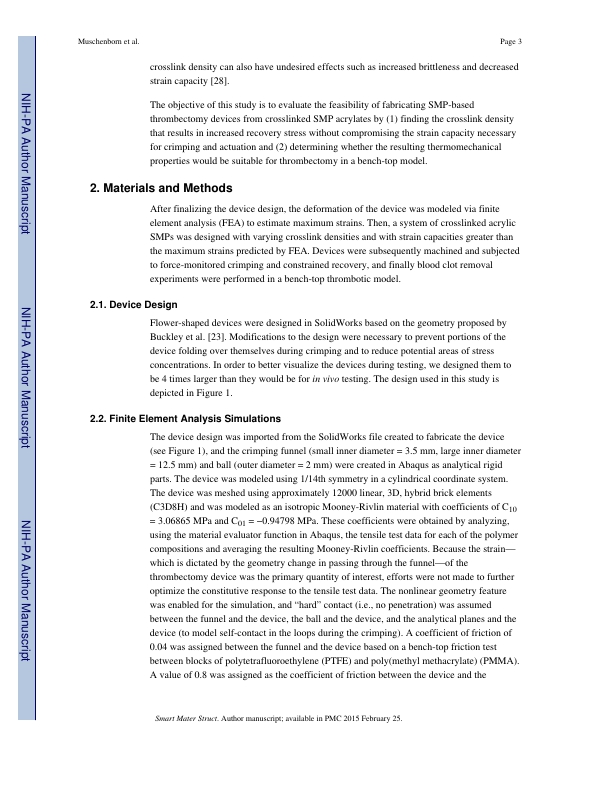 Muschenborn et al.
Page 3
crosslink density can also have undesired effects such as increased brittleness and decreased
strain capacity [28].
The objective of this study is to evaluate the feasibility of fabricating SMP-based
thrombectomy devices from crosslinked SMP acrylates by (1) finding the crosslink density
that results in increased recovery stress without compromising the strain capacity necessary
for crimping and actuation and (2) determining whether the resulting thermomechanical
properties would be suitable for thrombectomy in a bench-top model.
2. Materials and Methods
After finalizing the device design, the deformation of the device was modeled via finite
element analysis (FEA) to estimate maximum strains. Then, a system of crosslinked acrylic
SMPs was designed with varying crosslink densities and with strain capacities greater than
the maximum strains predicted by FEA. Devices were subsequently machined and subjected
to force-monitored crimping and constrained recovery, and finally blood clot removal
experiments were performed in a bench-top thrombotic model.
2.1. Device Design
Flower-shaped devices were designed in SolidWorks based on the geometry proposed by
Buckley et al. [23]. Modifications to the design were necessary to prevent portions of the
device folding over themselves during crimping and to reduce potential areas of stress
concentrations. In order to better visualize the devices during testing, we designed them to
be 4 times larger than they would be for in vivo testing. The design used in this study is
depicted in Figure 1.
2.2. Finite Element Analysis Simulations
The device design was imported from the SolidWorks file created to fabricate the device
(see Figure 1), and the crimping funnel (small inner diameter = 3.5 mm, large inner diameter
= 12.5 mm) and ball (outer diameter = 2 mm) were created in Abaqus as analytical rigid
parts. The device was modeled using 1/14th symmetry in a cylindrical coordinate system.
The device was meshed using approximately 12000 linear, 3D, hybrid brick elements
(C3D8H) and was modeled as an isotropic Mooney-Rivlin material with coefficients of C10
= 3.06865 MPa and C01 = −0.94798 MPa. These coefficients were obtained by analyzing,
using the material evaluator function in Abaqus, the tensile test data for each of the polymer
compositions and averaging the resulting Mooney-Rivlin coefficients. Because the strain—
which is dictated by the geometry change in passing through the funnel—of the
thrombectomy device was the primary quantity of interest, efforts were not made to further
optimize the constitutive response to the tensile test data. The nonlinear geometry feature
was enabled for the simulation, and “hard” contact (i.e., no penetration) was assumed
between the funnel and the device, the ball and the device, and the analytical planes and the
device (to model self-contact in the loops during the crimping). A coefficient of friction of
0.04 was assigned between the funnel and the device based on a bench-top friction test
between blocks of polytetrafluoroethylene (PTFE) and poly(methyl methacrylate) (PMMA).
A value of 0.8 was assigned as the coefficient of friction between the device and the
Smart Mater Struct. Author manuscript; available in PMC 2015 February 25.
NIH-PA Author Manuscript
NIH-PA Author Manuscript
NIH-PA Author Manuscript